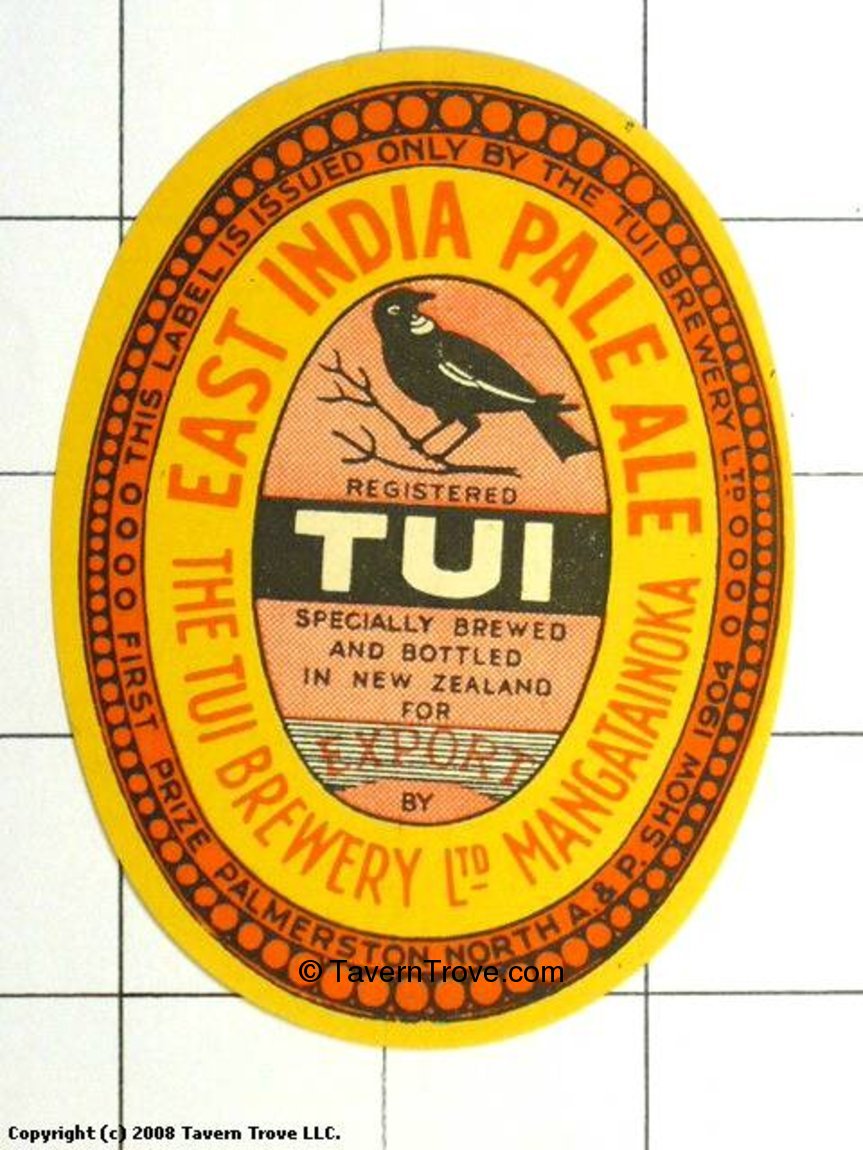 THIS LABEL IS ISSUED ONLY BY THE TUI BREWERY LTD
FIRST PRIZE PALMERSTON NORTH A. & P. SHOW 1904
EAST INDIA PALE ALE
THE TUI BREWERY LTD MANGATAINOKA
REGISTERED
TUI
SPECIALLY BREWED
AND BOTTLED
IN NEW ZEALAND
FOR
EXPORT
BY
© TavernTrove.com
Copyright (c) 2008 Tavern Trove LLC.